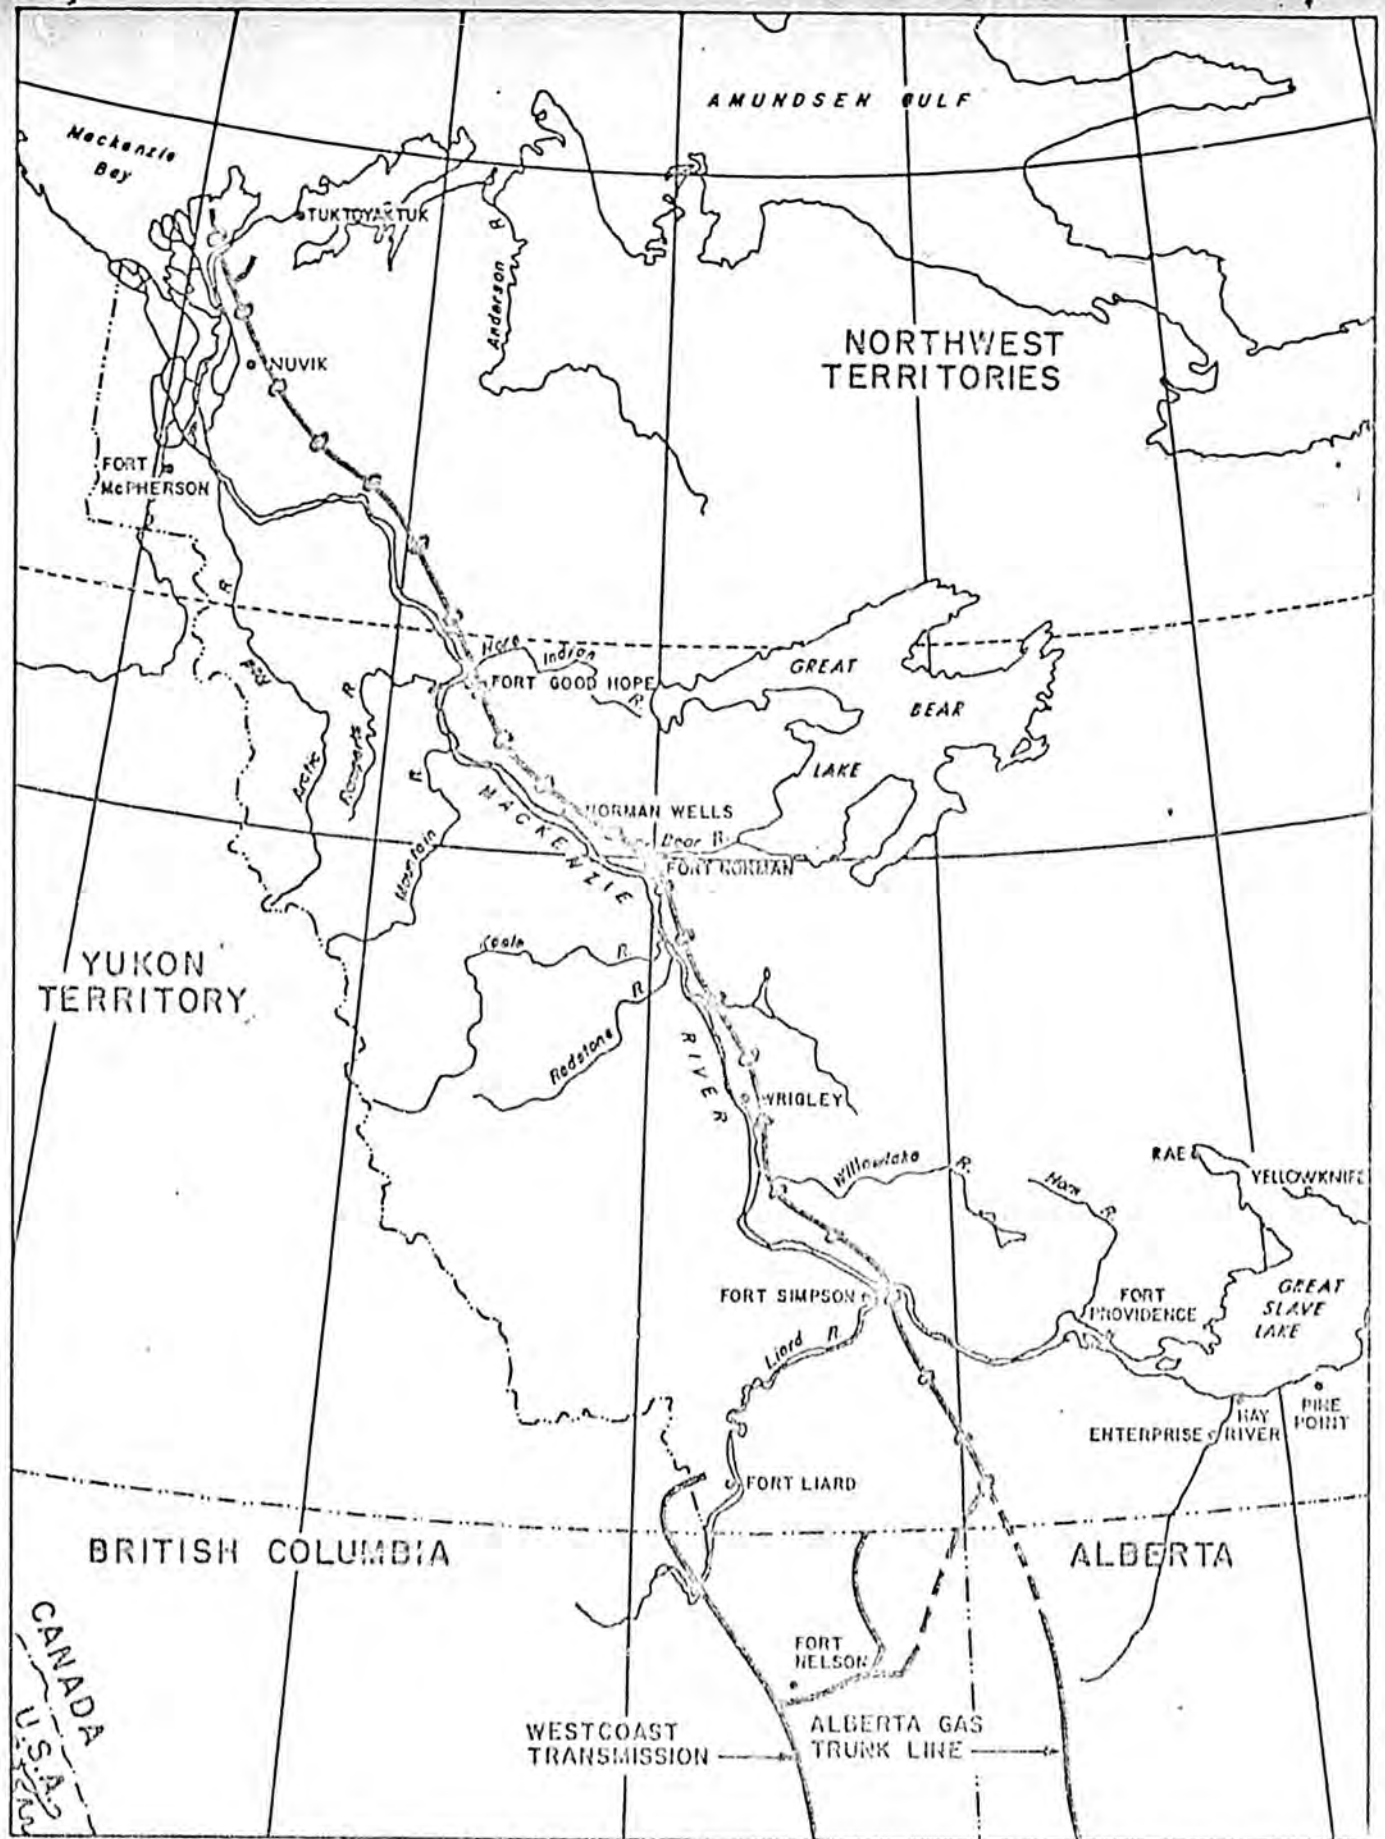 AMUNDSEN GULF
Mackenzie
Bay
TUKTOYAKTUK
Anderson R
NORTHWEST
TERRITORIES
NUVIK
FORT
McPHERSON
R
Hare
Indian
R.
FORT GOOD HOPE
GREAT
BEAR
LAKE
Red
Arctic
Ramparts
R
Mountain
R
NORMAN WELLS
Bear R.
FORT NORMAN
MACKENZIE
RIVER
YUKON
TERRITORY
Keele R.
Redstone R
WRIGLEY
Willowlake R.
Horn R.
RAE
YELLOWKNIFE
FORT SIMPSON
FORT
PROVIDENCE
GREAT
SLAVE
LAKE
Liard R.
HAY
RIVER
PINE
POINT
ENTERPRISE
FORT LIARD
BRITISH COLUMBIA
ALBERTA
CANADA
U.S.A.
FORT
NELSON
WESTCOAST
TRANSMISSION
ALBERTA GAS
TRUNK LINE